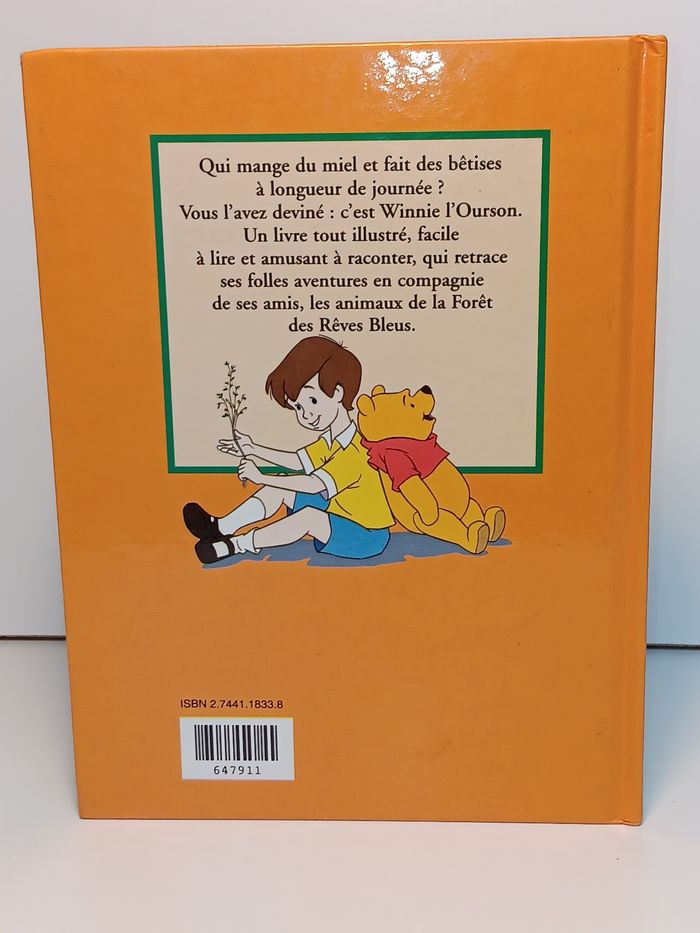 Qui mange du miel et fait des bêtises
à longueur de journée ?
Vous l'avez deviné : c'est Winnie l'Ourson.
Un livre tout illustré, facile
à lire et amusant à raconter, qui retrace
ses folles aventures en compagnie
de ses amis, les animaux de la Forêt
des Rêves Bleus.
ISBN 2.7441.1833.8
647911